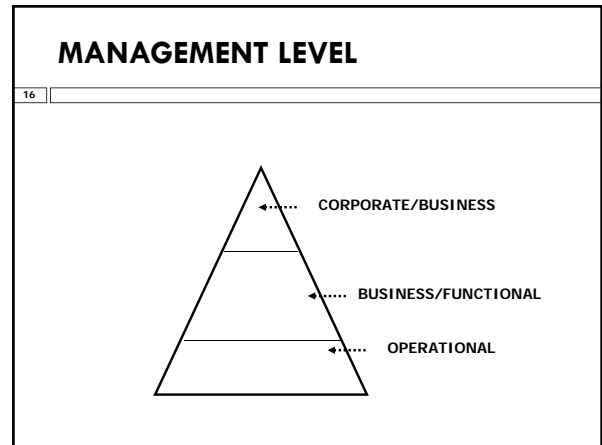 MANAGEMENT LEVEL
16
CORPORATE/BUSINESS
BUSINESS/FUNCTIONAL
OPERATIONAL